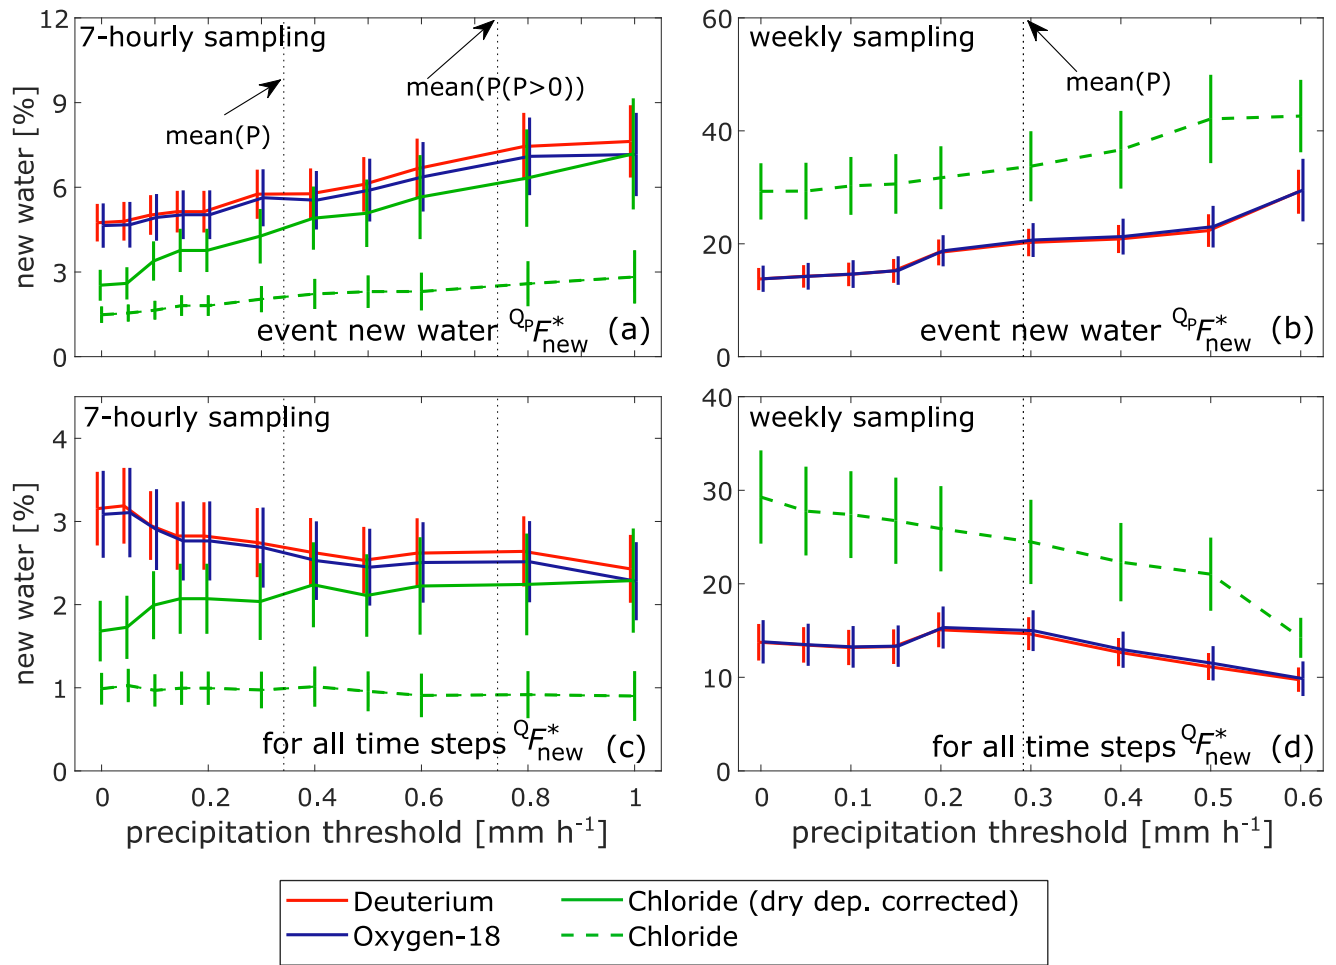 7-hourly sampling
mean(P)
mean(P(P>0))
new water [%]
12
9
6
3
0
event new water QPF*new (a)
weekly sampling
mean(P)
60
40
20
0
event new water QPF*new (b)
7-hourly sampling
new water [%]
4
3
2
1
0
for all time steps QF*new (c)
0 0.2 0.4 0.6 0.8 1
precipitation threshold [mm h-1]
weekly sampling
40
30
20
10
0
for all time steps QF*new (d)
0 0.1 0.2 0.3 0.4 0.5 0.6
precipitation threshold [mm h-1]
Deuterium
Oxygen-18
Chloride (dry dep. corrected)
Chloride